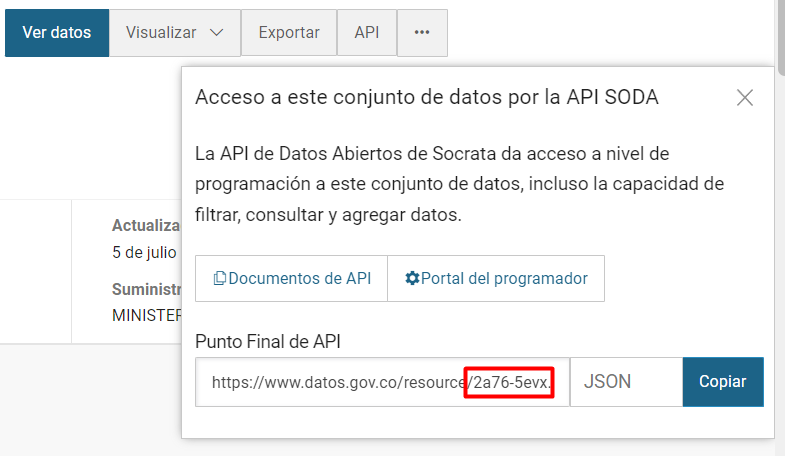 Ver datos
Visualizar
Exportar
API
Acceso a este conjunto de datos por la API SODA
La API de Datos Abiertos de Socrata da acceso a nivel de
programación a este conjunto de datos, incluso la capacidad de
filtrar, consultar y agregar datos.
Actualiza
5 de julio
Suministr
MINISTER
Documentos de API
Portal del programador
Punto Final de API
https://www.datos.gov.co/resource/2a76-5evx.
JSON
Copiar